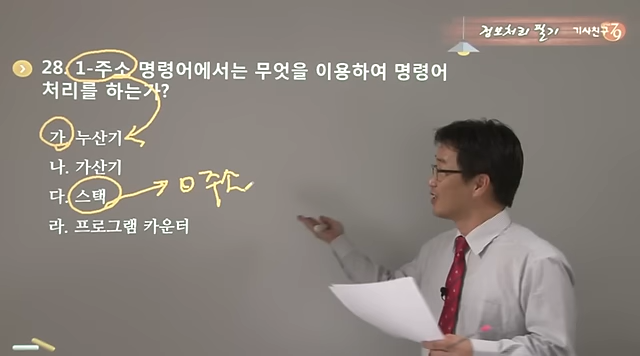 정보처리 필기 기사친구 79
28. 1-주소 명령어에서는 무엇을 이용하여 명령어
처리를 하는가?
가. 누산기
나. 가산기
다. 스택 → 0 주소
라. 프로그램 카운터